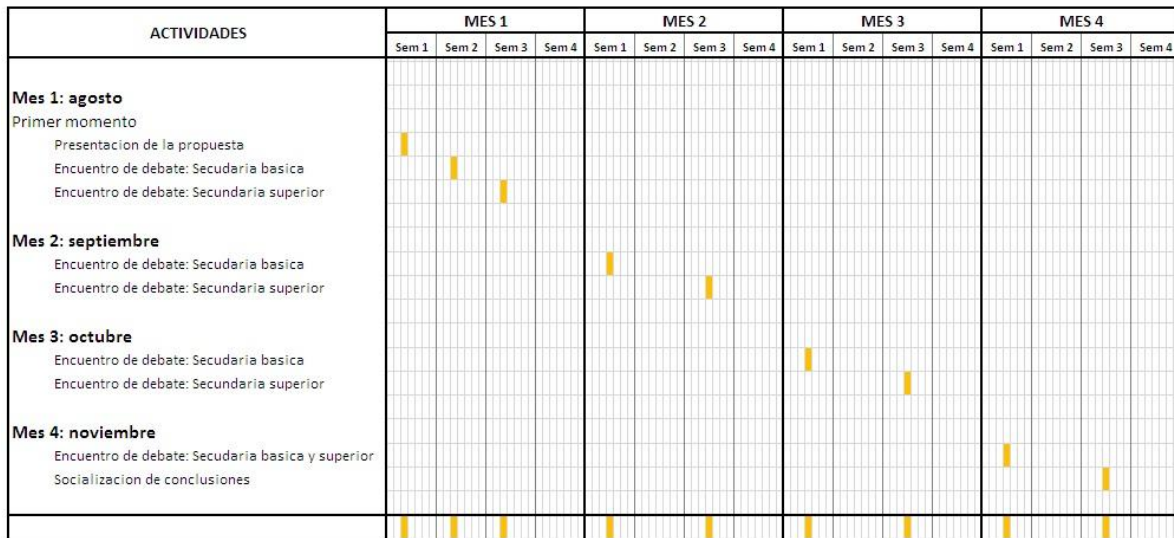 ACTIVIDADES
MES 1 MES 2 MES 3 MES 4
Sem 1 Sem 2 Sem 3 Sem 4 Sem 1 Sem 2 Sem 3 Sem 4 Sem 1 Sem 2 Sem 3 Sem 4 Sem 1 Sem 2 Sem 3 Sem 4
Mes 1: agosto
Primer momento
Presentacion de la propuesta
Encuentro de debate: Secudaria basica
Encuentro de debate: Secundaria superior
Mes 2: septiembre
Encuentro de debate: Secudaria basica
Encuentro de debate: Secundaria superior
Mes 3: octubre
Encuentro de debate: Secudaria basica
Encuentro de debate: Secundaria superior
Mes 4: noviembre
Encuentro de debate: Secudaria basica y superior
Socializacion de conclusiones